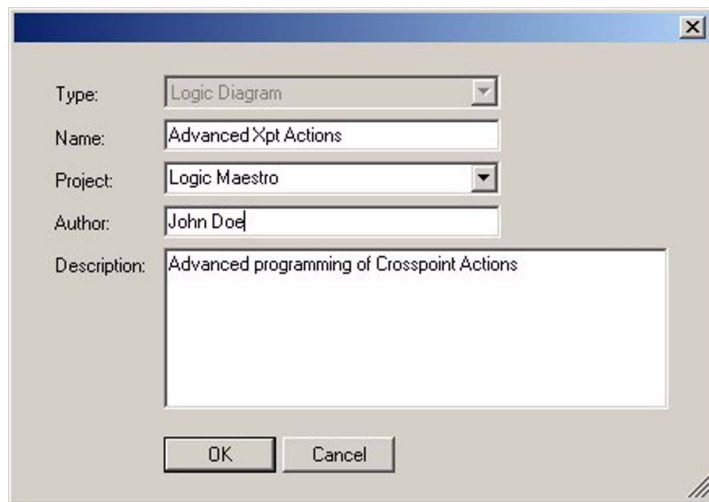 Type: Logic Diagram
Name: Advanced Xpt Actions
Project: Logic Maestro
Author: John Doe
Description: Advanced programming of Crosspoint Actions
OK Cancel